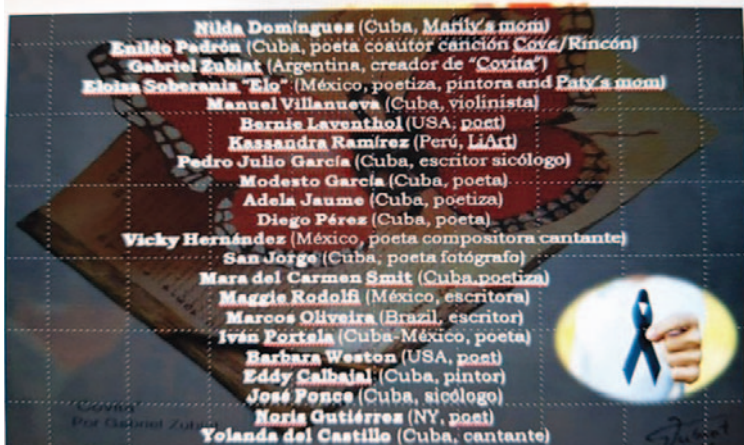 Nilda Domínguez (Cuba, Marily's mom)
Enildo Padrón (Cuba, poeta coautor canción Cove/Rincón)
Gabriel Zubiat (Argentina, creador de "Covita")
Eloisa Soberanis "Elo" (México, poetiza, pintora and Paty's mom)
Manuel Villanueva (Cuba, violinista)
Bernie Laventhol (USA, poet)
Kassandra Ramírez (Perú, LiArt)
Pedro Julio García (Cuba, escritor sicólogo)
Modesto García (Cuba, poeta)
Adela Jaume (Cuba, poetiza)
Diego Pérez (Cuba, poeta)
Vicky Hernández (México, poeta compositora cantante)
San Jorge (Cuba, poeta fotógrafo)
Mara del Carmen Smit (Cuba,poetiza)
Maggie Rodolfi (México, escritora)
Marcos Oliveira (Brazil, escritor)
Iván Portela (Cuba-México, poeta)
Barbara Weston (USA, poet)
Eddy Calbajal (Cuba, pintor)
José Ponce (Cuba, sicólogo)
Noris Gutiérrez (NY, poet)
Yolanda del Castillo (Cuba, cantante)
"Covita"
Por Gabriel Zubiat